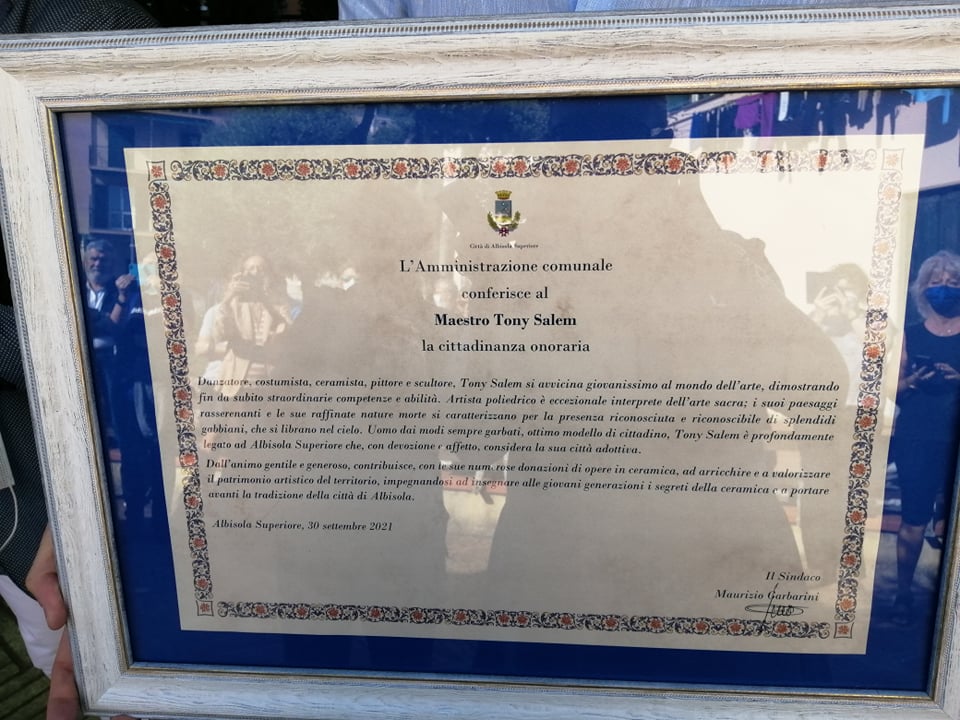 Città di Albisola Superiore
L'Amministrazione comunale
conferisce al
Maestro Tony Salem
la cittadinanza onoraria
Danzatore, costumista, ceramista, pittore e scultore, Tony Salem si avvicina giovanissimo al mondo dell'arte, dimostrando
fin da subito straordinarie competenze e abilità. Artista poliedrico è eccezionale interprete dell'arte sacra; i suoi paesaggi
rasserenanti e le sue raffinate nature morte si caratterizzano per la presenza riconosciuta e riconoscibile di splendidi
gabbiani, che si librano nel cielo. Uomo dai modi sempre garbati, ottimo modello di cittadino, Tony Salem è profondamente
legato ad Albisola Superiore che, con devozione e affetto, considera la sua città adottiva.
Dall'animo gentile e generoso, contribuisce, con le sue numerose donazioni di opere in ceramica, ad arricchire e a valorizzare
il patrimonio artistico del territorio, impegnandosi ad insegnare alle giovani generazioni i segreti della ceramica e a portare
avanti la tradizione della città di Albisola.
Albisola Superiore, 30 settembre 2021
Il Sindaco
Maurizio Garbarini